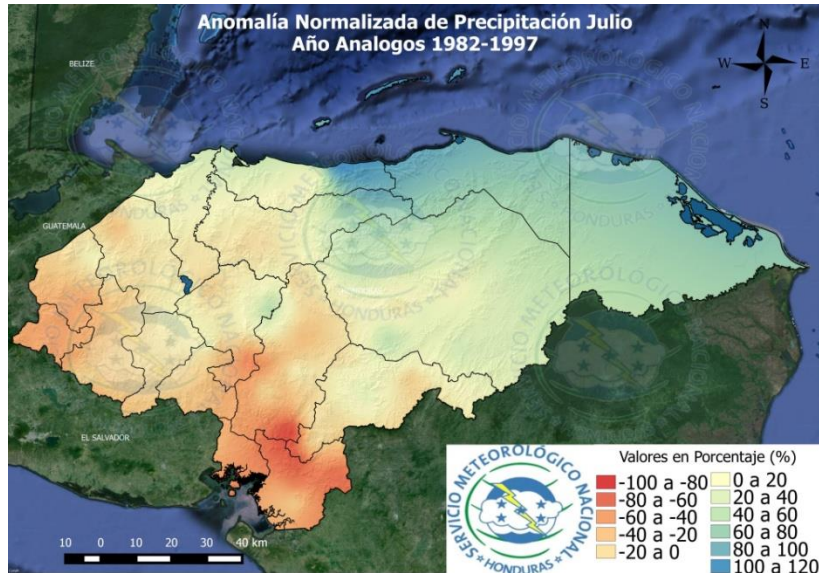 Anomalía Normalizada de Precipitación Julio
Año Analogos 1982-1997
N
W E
S
BELIZE
GUATEMALA
EL SALVADOR
SERVICIO METEOROLÓGICO NACIONAL
HONDURAS
Valores en Porcentaje (%)
-100 a -80
-80 a -60
-60 a -40
-40 a -20
-20 a 0
0 a 20
20 a 40
40 a 60
60 a 80
80 a 100
100 a 120
10 0 10 20 30 40 km